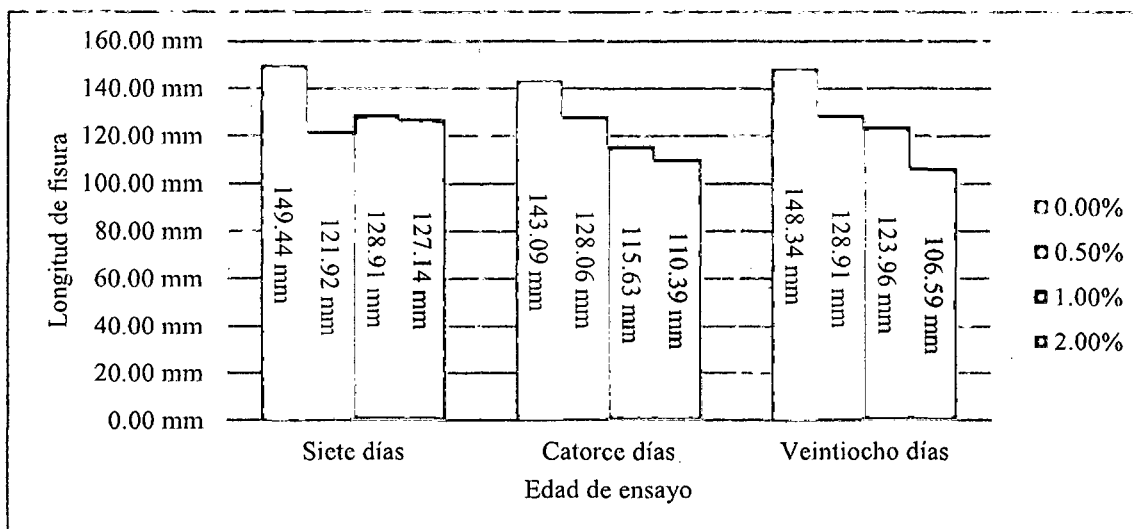 160.00 mm
140.00 mm
120.00 mm
100.00 mm
80.00 mm
60.00 mm
40.00 mm
20.00 mm
0.00 mm
Longitud de fisura
149.44 mm
121.92 mm
128.91 mm
127.14 mm
143.09 mm
128.06 mm
115.63 mm
110.39 mm
148.34 mm
128.91 mm
123.96 mm
106.59 mm
Siete días
Catorce días
Veintiocho días
Edad de ensayo
0.00%
0.50%
1.00%
2.00%